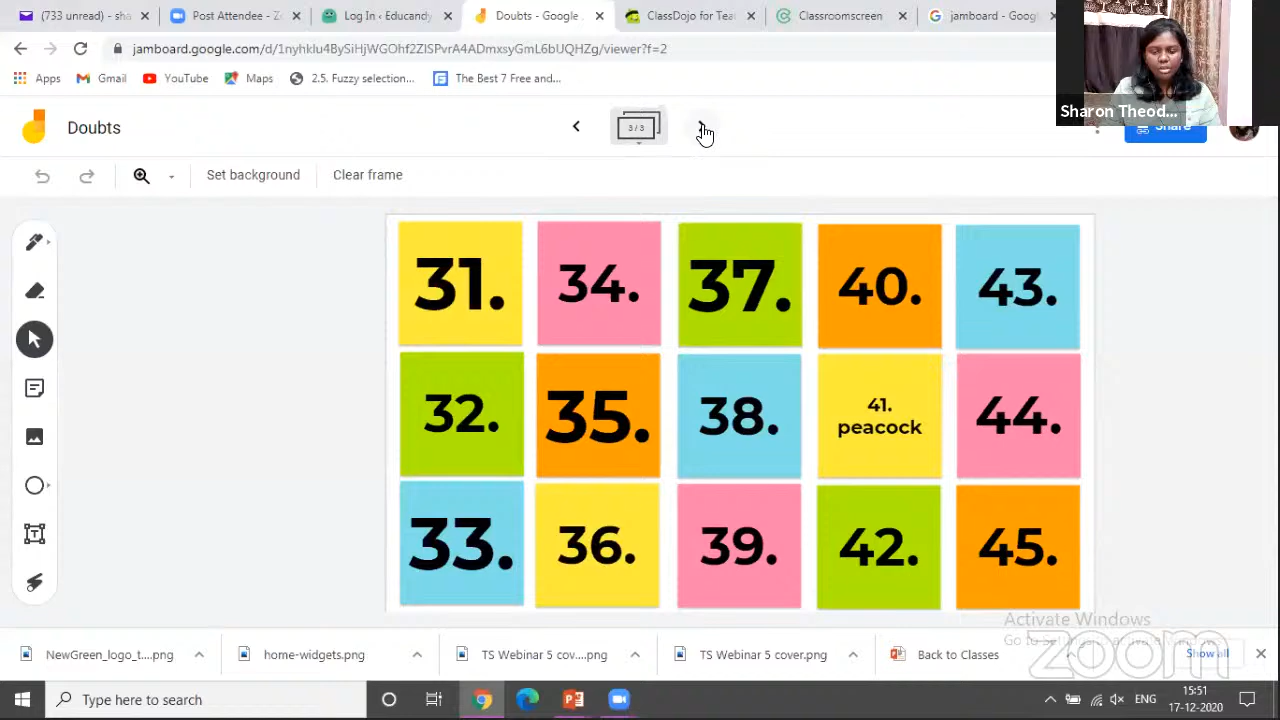 (733 unread) - sha
Post Attendee - Zo
Log In ‹ Educandy
Doubts - Google
ClassDojo for Tea
Classroomscreen
jamboard - Goog
jamboard.google.com/d/1nyhklu4BySiHjWGOhf2ZISPvrA4ADmxsyGmL6bUQHZg/viewer?f=2
Apps
Gmail
YouTube
Maps
2.5. Fuzzy selection...
The Best 7 Free and...
Sharon Theod...
Doubts
3 / 3
Share
Set background
Clear frame
31. 34. 37. 40. 43.
32. 35. 38. 41. peacock 44.
33. 36. 39. 42. 45.
Activate Windows
zoom
NewGreen_logo_t....png
home-widgets.png
TS Webinar 5 cov....png
TS Webinar 5 cover.png
Back to Classes
Show all
Type here to search
ENG
15:51
17-12-2020